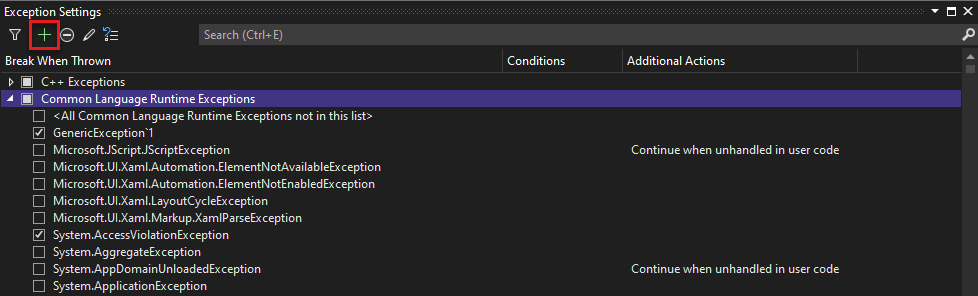 Exception Settings
Search (Ctrl+E)
Break When Thrown Conditions Additional Actions
C++ Exceptions
Common Language Runtime Exceptions
<All Common Language Runtime Exceptions not in this list>
GenericException`1
Microsoft.JScript.JScriptException Continue when unhandled in user code
Microsoft.UI.Xaml.Automation.ElementNotAvailableException
Microsoft.UI.Xaml.Automation.ElementNotEnabledException
Microsoft.UI.Xaml.LayoutCycleException
Microsoft.UI.Xaml.Markup.XamlParseException
System.AccessViolationException
System.AggregateException
System.AppDomainUnloadedException Continue when unhandled in user code
System.ApplicationException